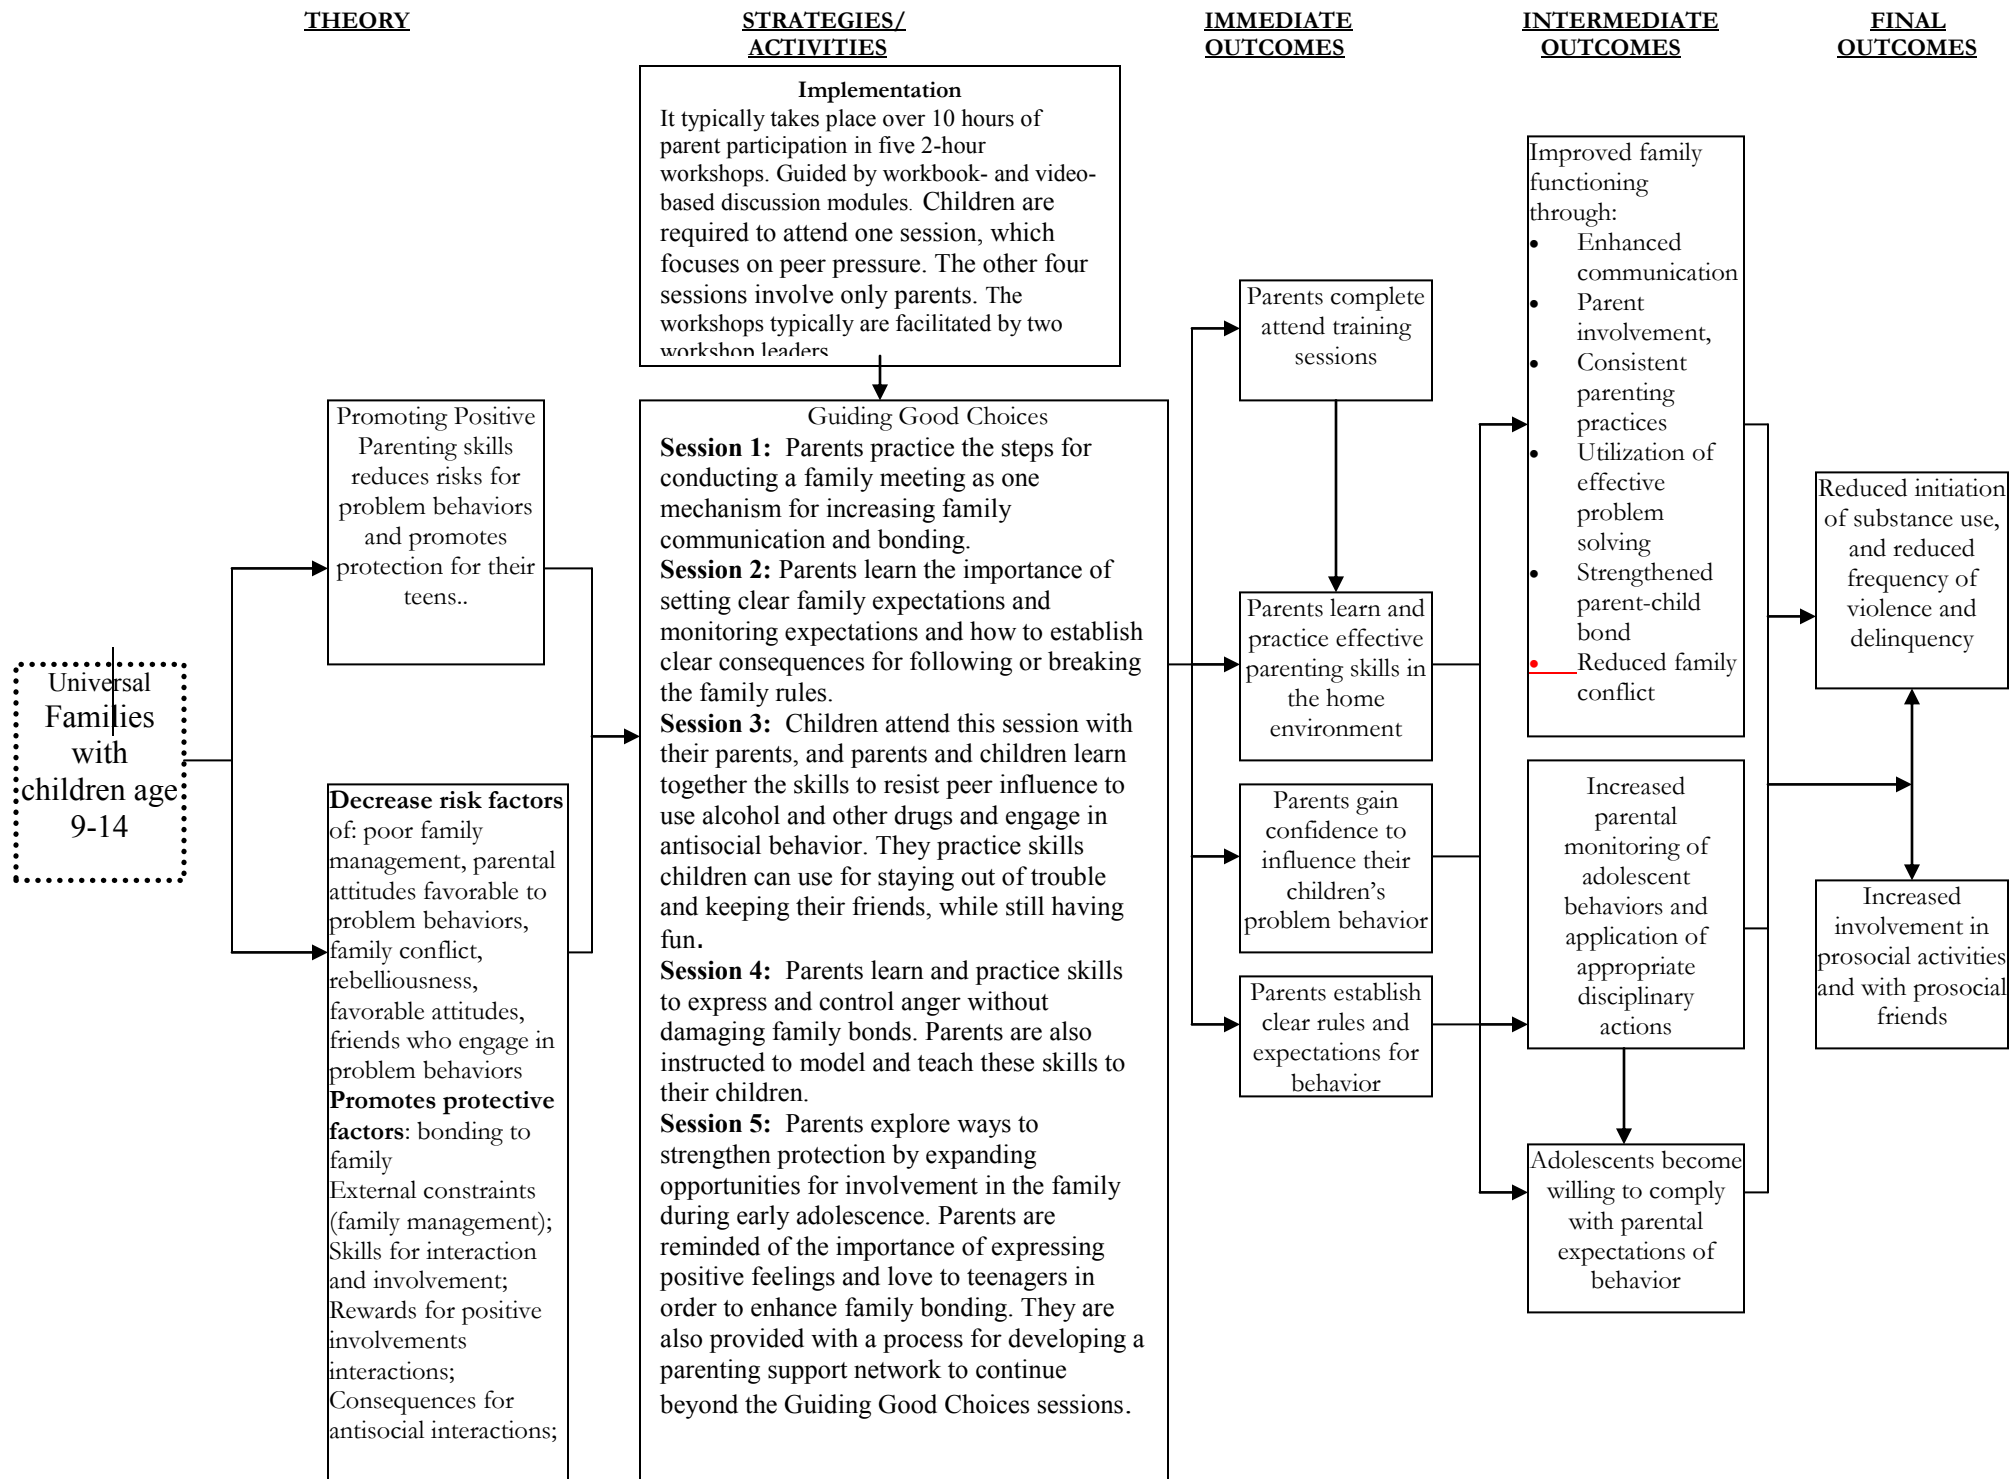 THEORY
STRATEGIES/
ACTIVITIES
IMMEDIATE
OUTCOMES
INTERMEDIATE
OUTCOMES
FINAL
OUTCOMES
Universal
Families
with
children age
9-14
Promoting Positive
Parenting skills
reduces risks for
problem behaviors
and promotes
protection for their
teens..
Decrease risk factors
of: poor family
management, parental
attitudes favorable to
problem behaviors,
family conflict,
rebelliousness,
favorable attitudes,
friends who engage in
problem behaviors
Promotes protective
factors: bonding to
family
External constraints
(family management);
Skills for interaction
and involvement;
Rewards for positive
involvements
interactions;
Consequences for
antisocial interactions;
Implementation
It typically takes place over 10 hours of
parent participation in five 2-hour
workshops. Guided by workbook- and video-
based discussion modules. Children are
required to attend one session, which
focuses on peer pressure. The other four
sessions involve only parents. The
workshops typically are facilitated by two
workshop leaders
Guiding Good Choices
Session 1: Parents practice the steps for
conducting a family meeting as one
mechanism for increasing family
communication and bonding.
Session 2: Parents learn the importance of
setting clear family expectations and
monitoring expectations and how to establish
clear consequences for following or breaking
the family rules.
Session 3: Children attend this session with
their parents, and parents and children learn
together the skills to resist peer influence to
use alcohol and other drugs and engage in
antisocial behavior. They practice skills
children can use for staying out of trouble
and keeping their friends, while still having
fun.
Session 4: Parents learn and practice skills
to express and control anger without
damaging family bonds. Parents are also
instructed to model and teach these skills to
their children.
Session 5: Parents explore ways to
strengthen protection by expanding
opportunities for involvement in the family
during early adolescence. Parents are
reminded of the importance of expressing
positive feelings and love to teenagers in
order to enhance family bonding. They are
also provided with a process for developing a
parenting support network to continue
beyond the Guiding Good Choices sessions.
Parents complete
attend training
sessions
Parents learn and
practice effective
parenting skills in
the home
environment
Parents gain
confidence to
influence their
children's
problem behavior
Parents establish
clear rules and
expectations for
behavior
Improved family
functioning
through:
• Enhanced
communication
• Parent
involvement,
• Consistent
parenting
practices
• Utilization of
effective
problem
solving
• Strengthened
parent-child
bond
• Reduced family
conflict
Increased
parental
monitoring of
adolescent
behaviors and
application of
appropriate
disciplinary
actions
Adolescents become
willing to comply
with parental
expectations of
behavior
Reduced initiation
of substance use,
and reduced
frequency of
violence and
delinquency
Increased
involvement in
prosocial activities
and with prosocial
friends